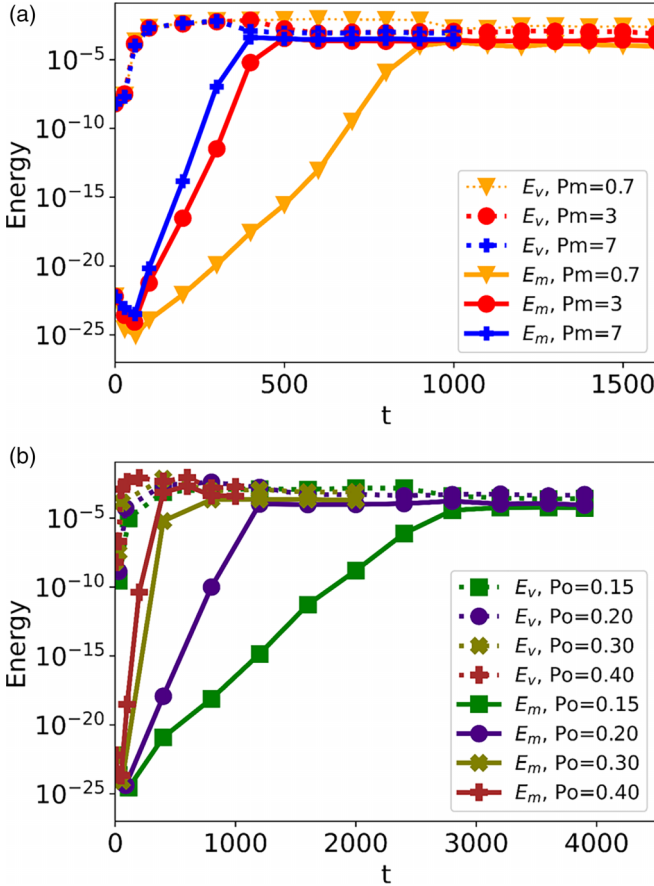 (a)
10⁻⁵
10⁻¹⁰
10⁻¹⁵
10⁻²⁰
10⁻²⁵
Energy
E_v, Pm=0.7
E_v, Pm=3
E_v, Pm=7
E_m, Pm=0.7
E_m, Pm=3
E_m, Pm=7
0 500 1000 1500
t
(b)
10⁻⁵
10⁻¹⁰
10⁻¹⁵
10⁻²⁰
10⁻²⁵
Energy
E_v, Po=0.15
E_v, Po=0.20
E_v, Po=0.30
E_v, Po=0.40
E_m, Po=0.15
E_m, Po=0.20
E_m, Po=0.30
E_m, Po=0.40
0 1000 2000 3000 4000
t